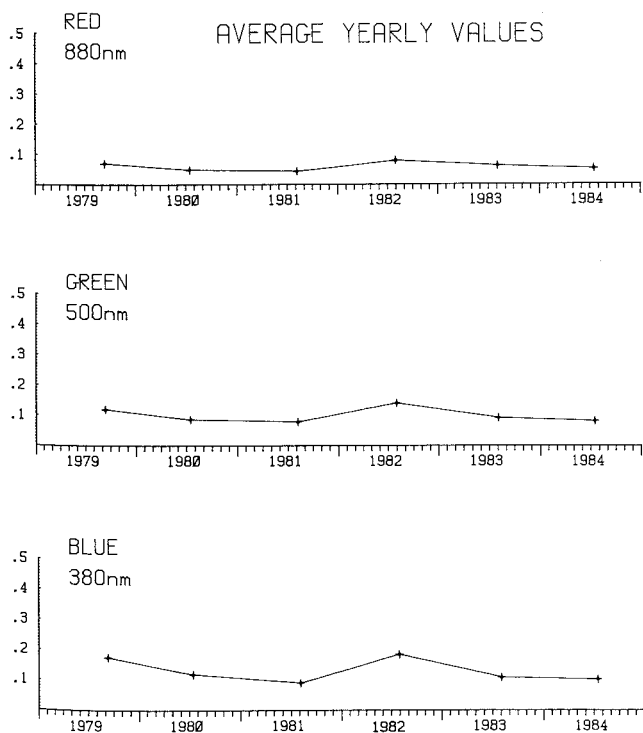 RED
880nm
AVERAGE YEARLY VALUES
.5
.4
.3
.2
.1
1979 1980 1981 1982 1983 1984
GREEN
500nm
.5
.4
.3
.2
.1
1979 1980 1981 1982 1983 1984
BLUE
380nm
.5
.4
.3
.2
.1
1979 1980 1981 1982 1983 1984